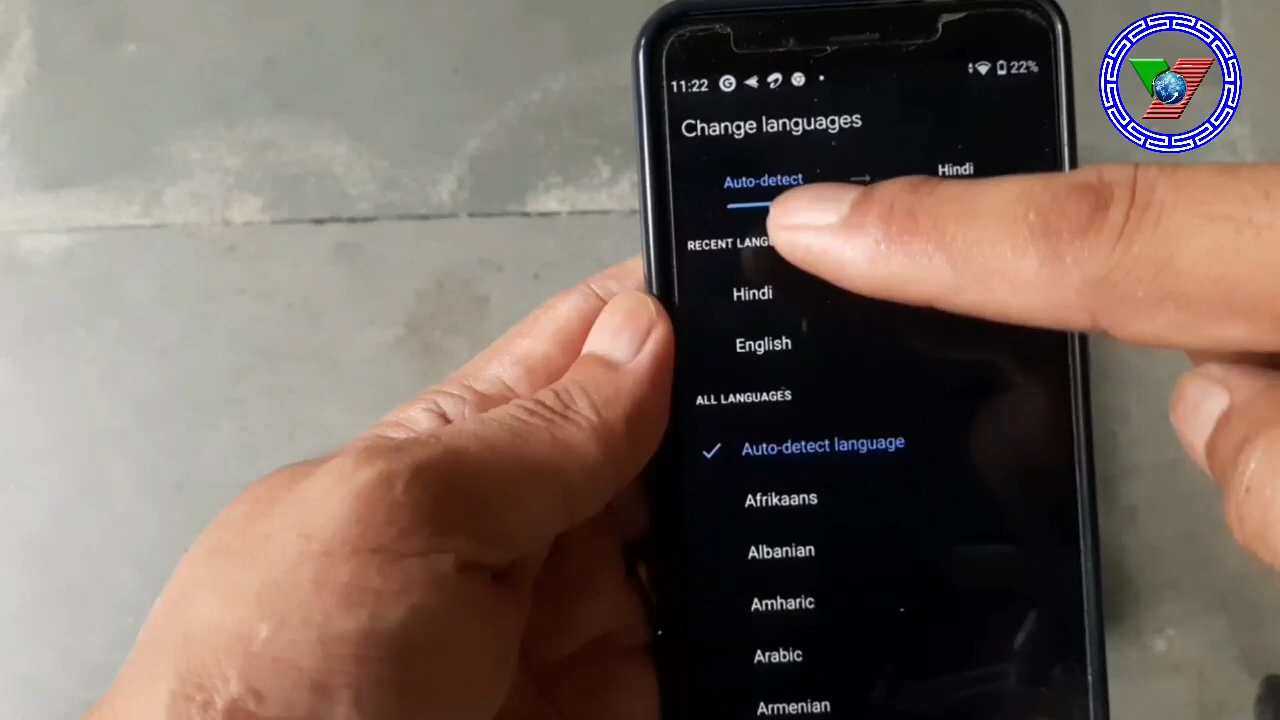 11:22 22%
Change languages
Auto-detect → Hindi
RECENT
Hindi
English
ALL LANGUAGES
Auto-detect language
Afrikaans
Albanian
Amharic
Arabic
Armenian